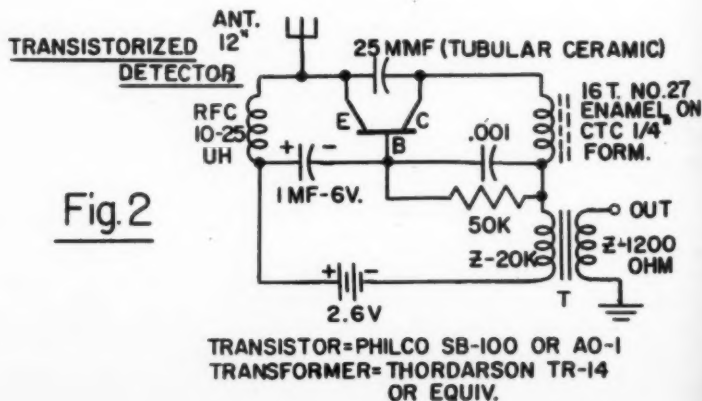 ANT.
12"
TRANSISTORIZED
DETECTOR
25 MMF (TUBULAR CERAMIC)
RFC
10-25
UH
E
C
B
.001
16 T. NO. 27
ENAMEL ON
CTC 1/4"
FORM.
+ -
1 MF-6V.
Fig. 2
50K
OUT
Z-20K
Z-1200
OHM
T
+ -
2.6V
TRANSISTOR=PHILCO SB-100 OR AO-1
TRANSFORMER=THORDARSON TR-14
OR EQUIV.